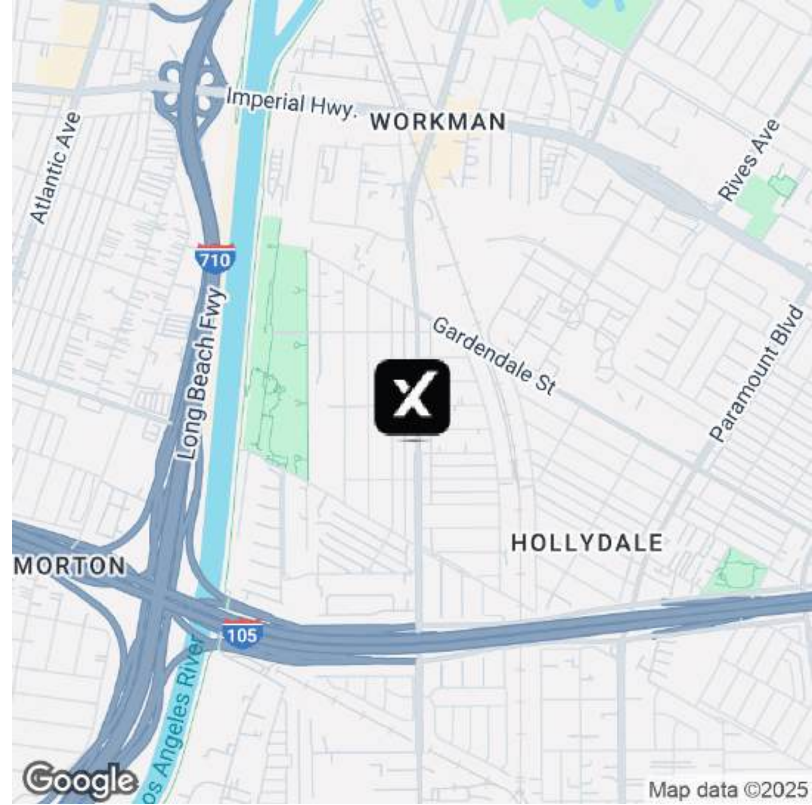 Imperial Hwy.
WORKMAN
Atlantic Ave
Rives Ave
710
Long Beach Fwy
Gardendale St
Paramount Blvd
X
HOLLYDALE
MORTON
105
os Angeles River
Google
Map data ©2025